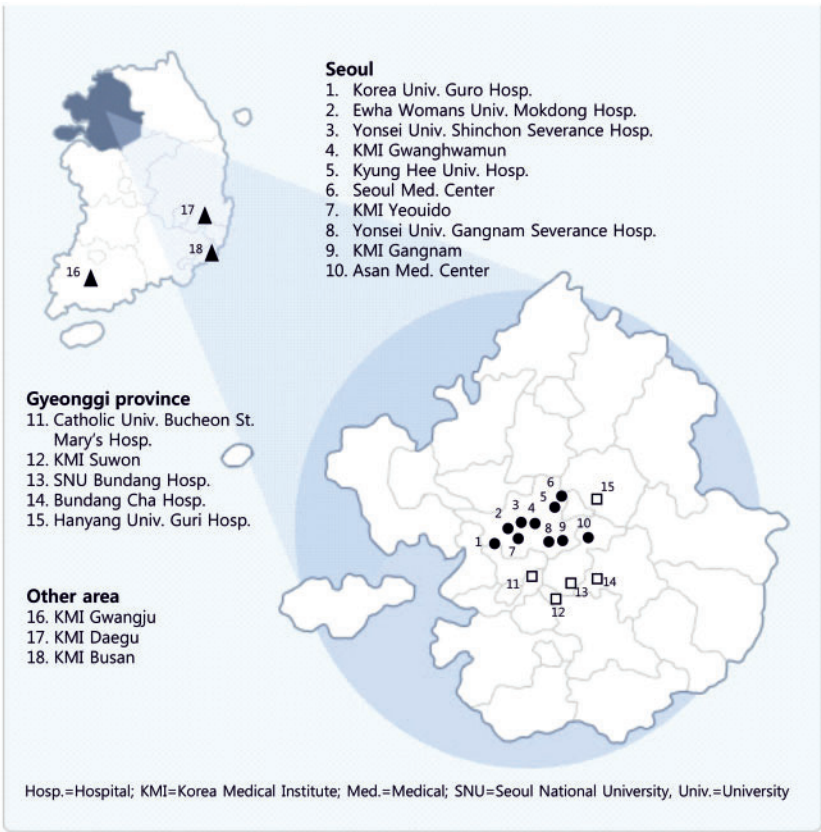 Seoul
1. Korea Univ. Guro Hosp.
2. Ewha Womans Univ. Mokdong Hosp.
3. Yonsei Univ. Shinchon Severance Hosp.
4. KMI Gwanghwamun
5. Kyung Hee Univ. Hosp.
6. Seoul Med. Center
7. KMI Yeouido
8. Yonsei Univ. Gangnam Severance Hosp.
9. KMI Gangnam
10. Asan Med. Center
17
18
16
Gyeonggi province
11. Catholic Univ. Bucheon St.
Mary's Hosp.
12. KMI Suwon
13. SNU Bundang Hosp.
14. Bundang Cha Hosp.
15. Hanyang Univ. Guri Hosp.
Other area
16. KMI Gwangju
17. KMI Daegu
18. KMI Busan
6
15
5
3 4
2
8 9 10
1
7
11
14
13
12
Hosp.=Hospital; KMI=Korea Medical Institute; Med.=Medical; SNU=Seoul National University, Univ.=University